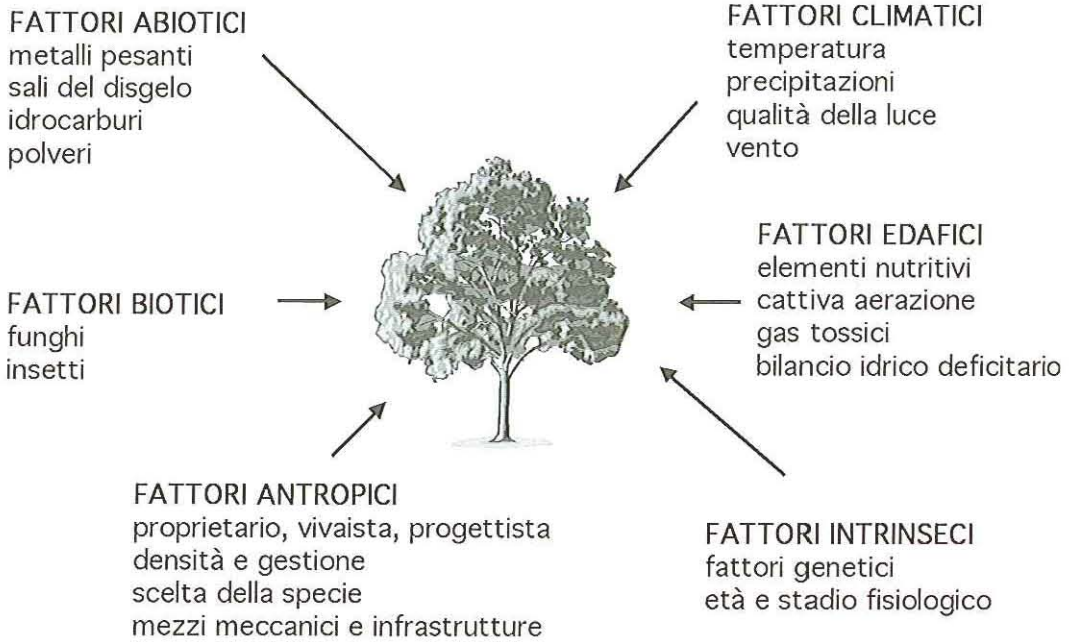 FATTORI ABIOTICI
metalli pesanti
sali del disgelo
idrocarburi
polveri
FATTORI CLIMATICI
temperatura
precipitazioni
qualità della luce
vento
FATTORI BIOTICI
funghi
insetti
FATTORI EDAFICI
elementi nutritivi
cattiva aerazione
gas tossici
bilancio idrico deficitario
FATTORI ANTROPICI
proprietario, vivaista, progettista
densità e gestione
scelta della specie
mezzi meccanici e infrastrutture
FATTORI INTRINSECI
fattori genetici
età e stadio fisiologico